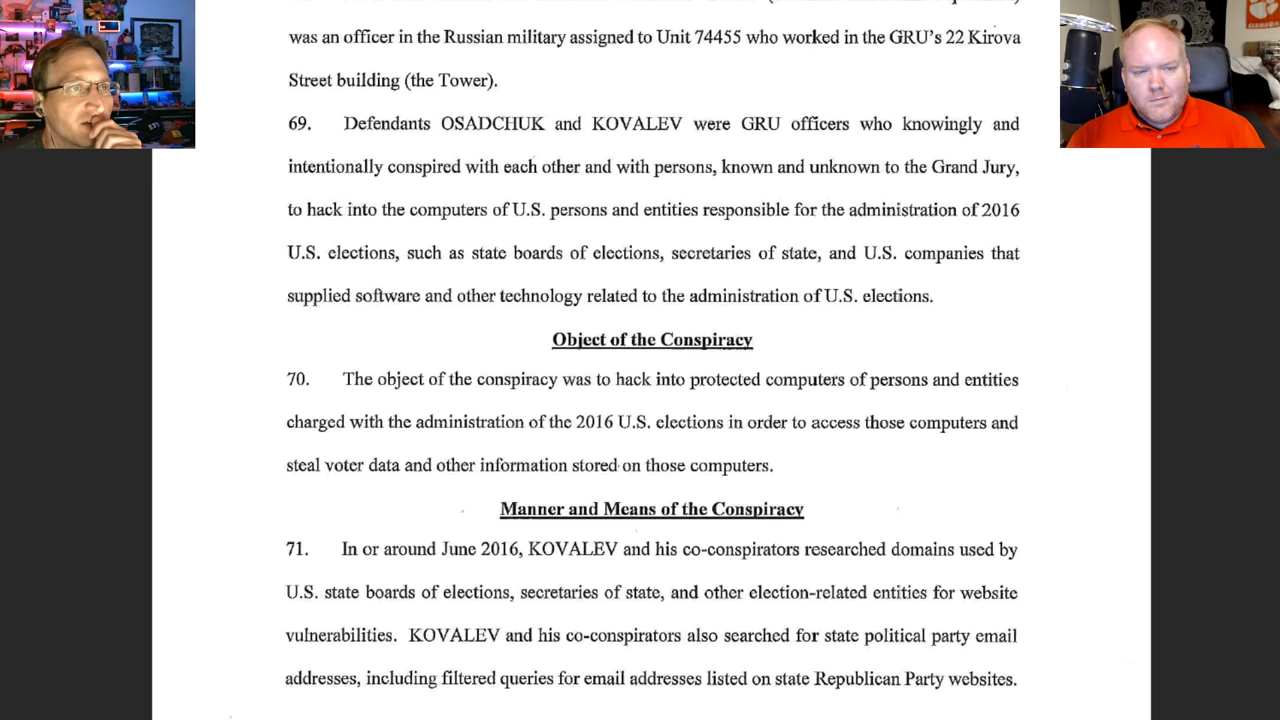 was an officer in the Russian military assigned to Unit 74455 who worked in the GRU's 22 Kirova
Street building (the Tower).
69. Defendants OSADCHUK and KOVALEV were GRU officers who knowingly and
intentionally conspired with each other and with persons, known and unknown to the Grand Jury,
to hack into the computers of U.S. persons and entities responsible for the administration of 2016
U.S. elections, such as state boards of elections, secretaries of state, and U.S. companies that
supplied software and other technology related to the administration of U.S. elections.
Object of the Conspiracy
70. The object of the conspiracy was to hack into protected computers of persons and entities
charged with the administration of the 2016 U.S. elections in order to access those computers and
steal voter data and other information stored on those computers.
Manner and Means of the Conspiracy
71. In or around June 2016, KOVALEV and his co-conspirators researched domains used by
U.S. state boards of elections, secretaries of state, and other election-related entities for website
vulnerabilities. KOVALEV and his co-conspirators also searched for state political party email
addresses, including filtered queries for email addresses listed on state Republican Party websites.